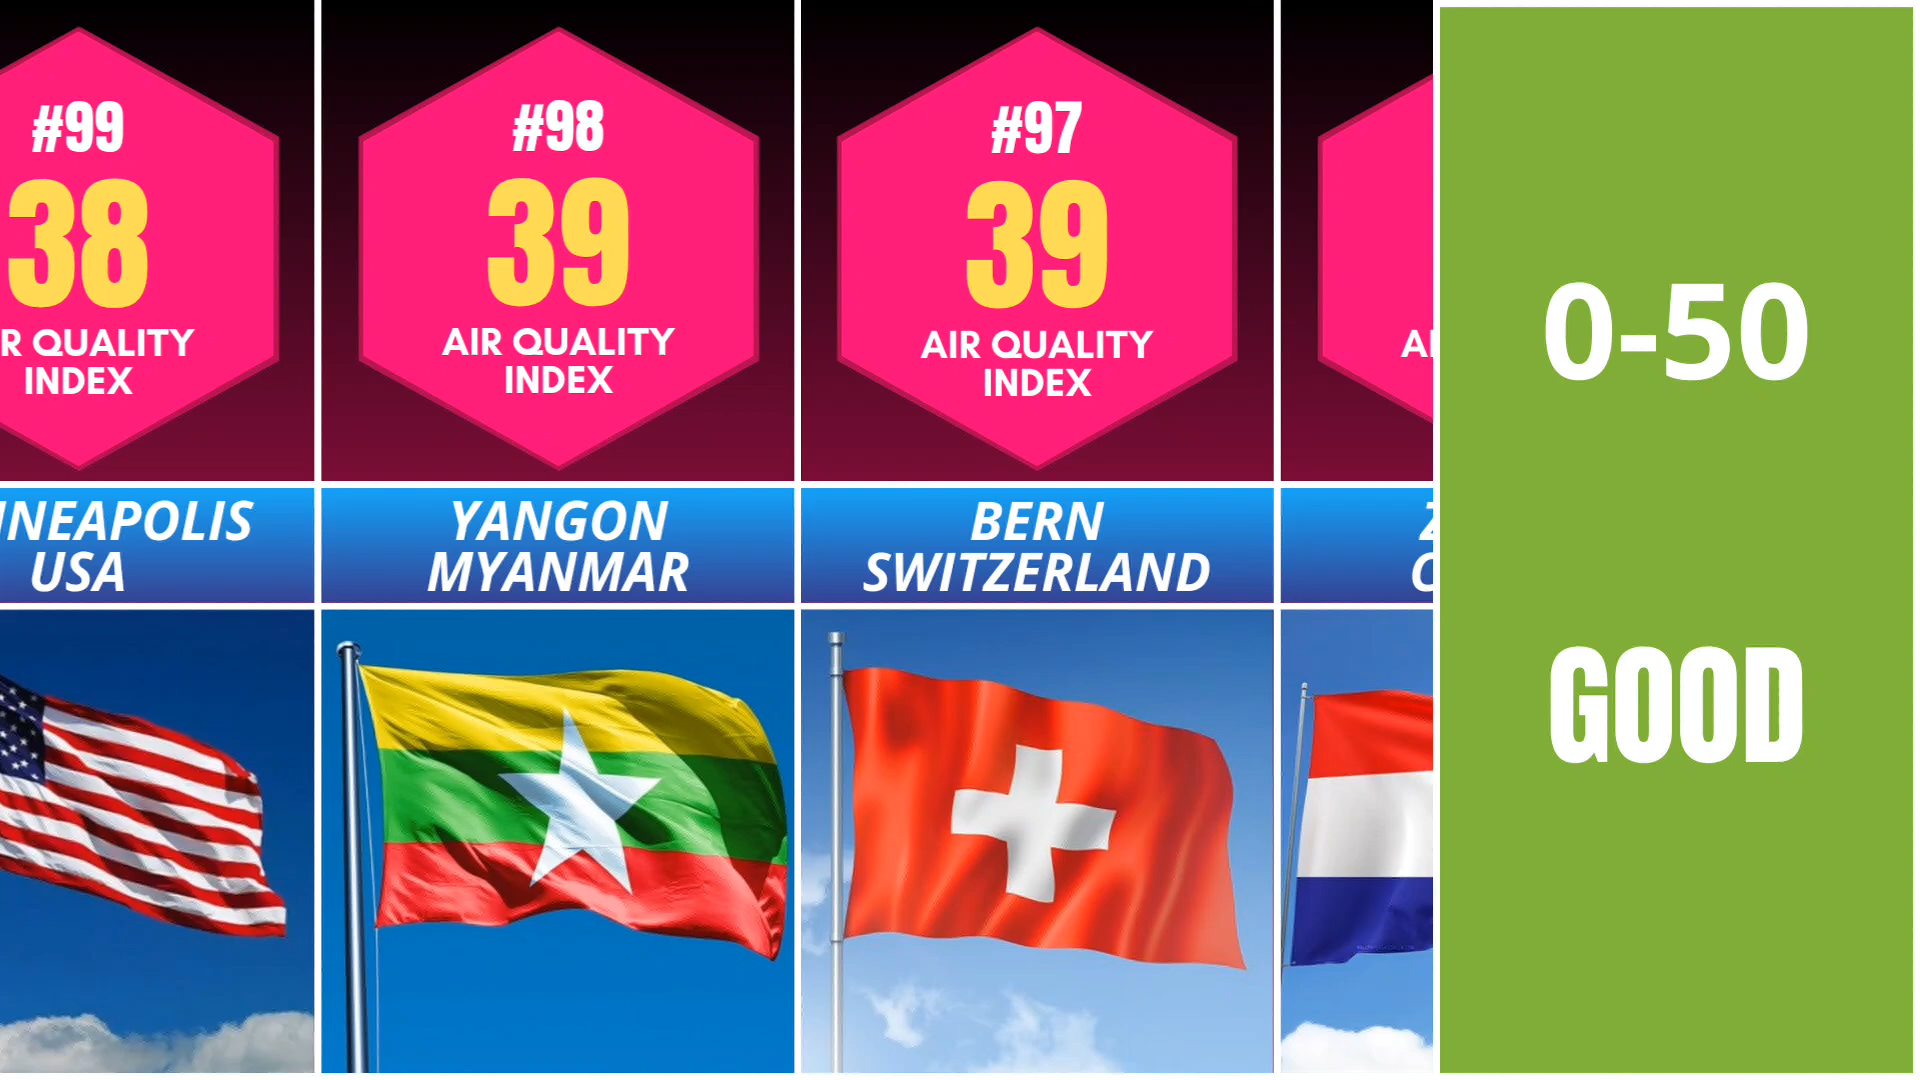 #99
38
R QUALITY
INDEX
NEAPOLIS
USA
#98
39
AIR QUALITY
INDEX
YANGON
MYANMAR
#97
39
AIR QUALITY
INDEX
BERN
SWITZERLAND
0-50
GOOD